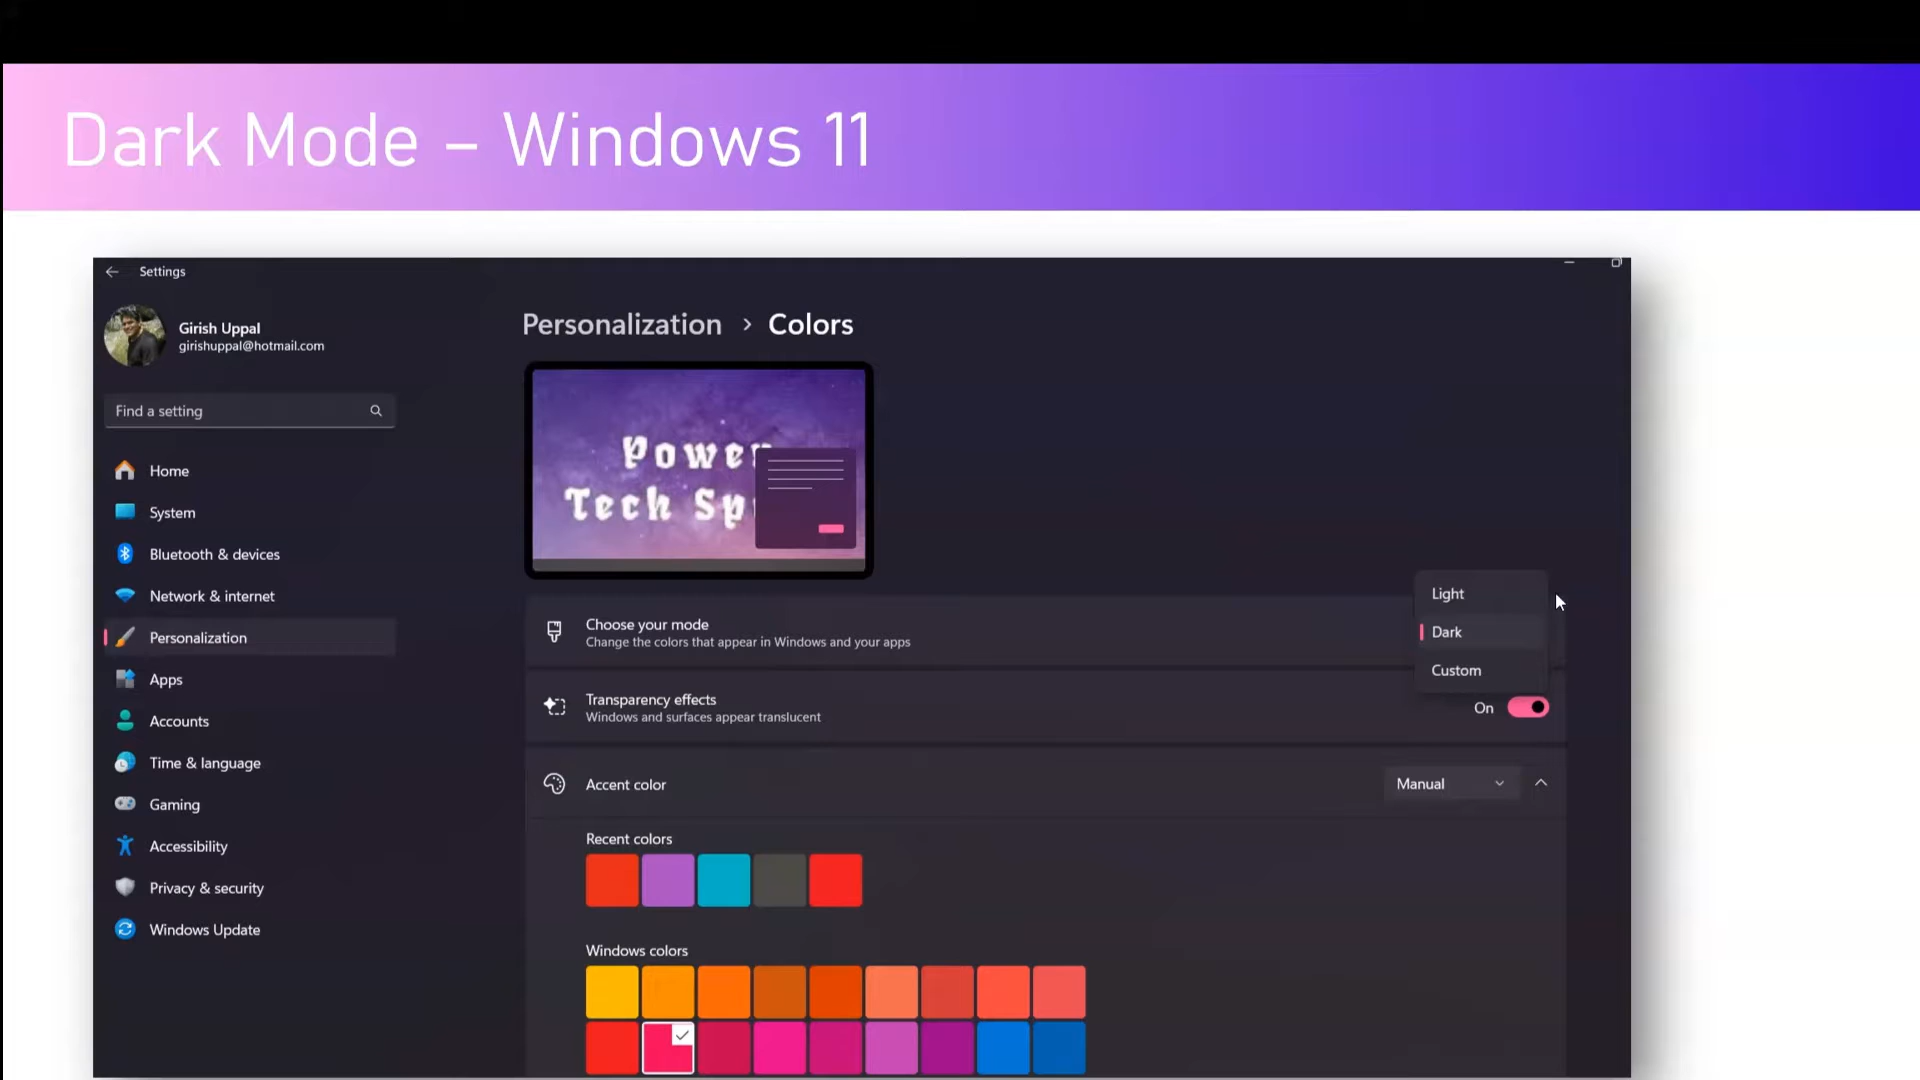 Dark Mode – Windows 11
Settings
Girish Uppal
girishuppal@hotmail.com
Find a setting
Home
System
Bluetooth & devices
Network & internet
Personalization
Apps
Accounts
Time & language
Gaming
Accessibility
Privacy & security
Windows Update
Personalization > Colors
Power
Tech Sp
Choose your mode
Change the colors that appear in Windows and your apps
Light
Dark
Custom
Transparency effects
Windows and surfaces appear translucent
On
Accent color
Manual
Recent colors
Windows colors